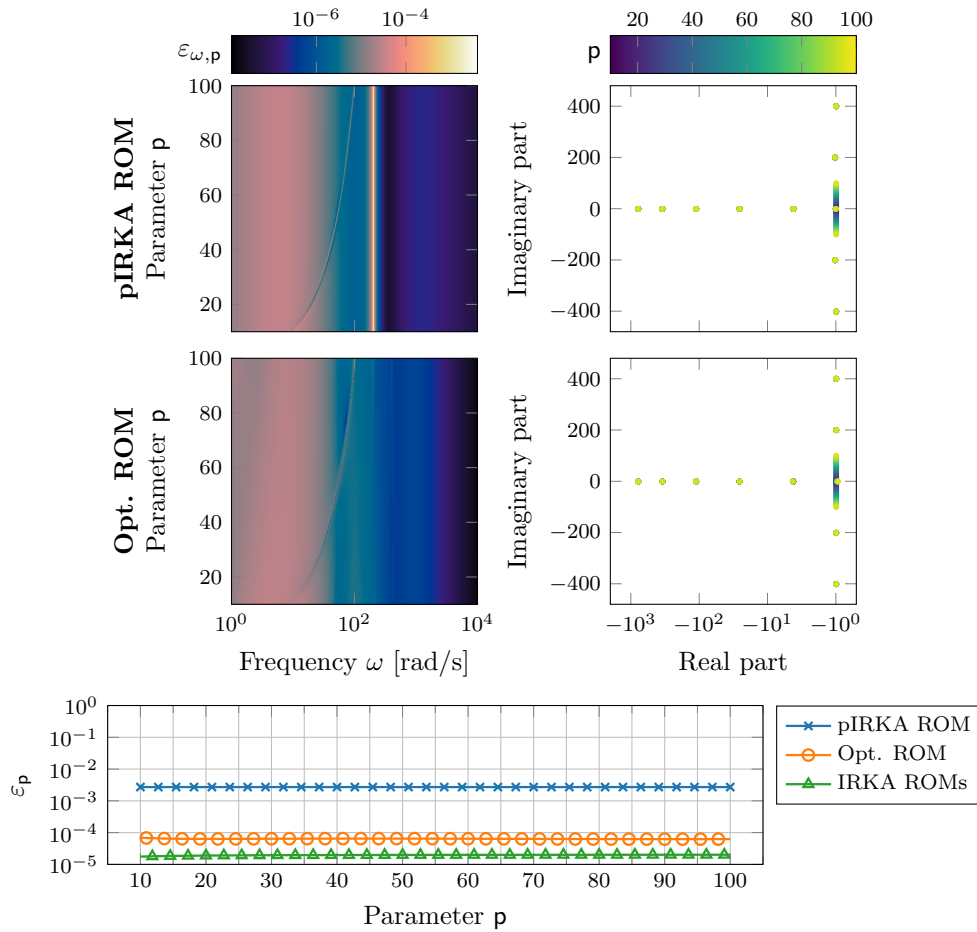 10^{-6} 10^{-4}
ε_{ω,p}
20 40 60 80 100
p
pIRKA ROM
Parameter p
100
80
60
40
20
Imaginary part
400
200
0
−200
−400
Opt. ROM
Parameter p
100
80
60
40
20
10^0 10^2 10^4
Frequency ω [rad/s]
Imaginary part
400
200
0
−200
−400
−10^3 −10^2 −10^1 −10^0
Real part
ε_p
10^0
10^{-1}
10^{-2}
10^{-3}
10^{-4}
10^{-5}
10 20 30 40 50 60 70 80 90 100
Parameter p
pIRKA ROM
Opt. ROM
IRKA ROMs